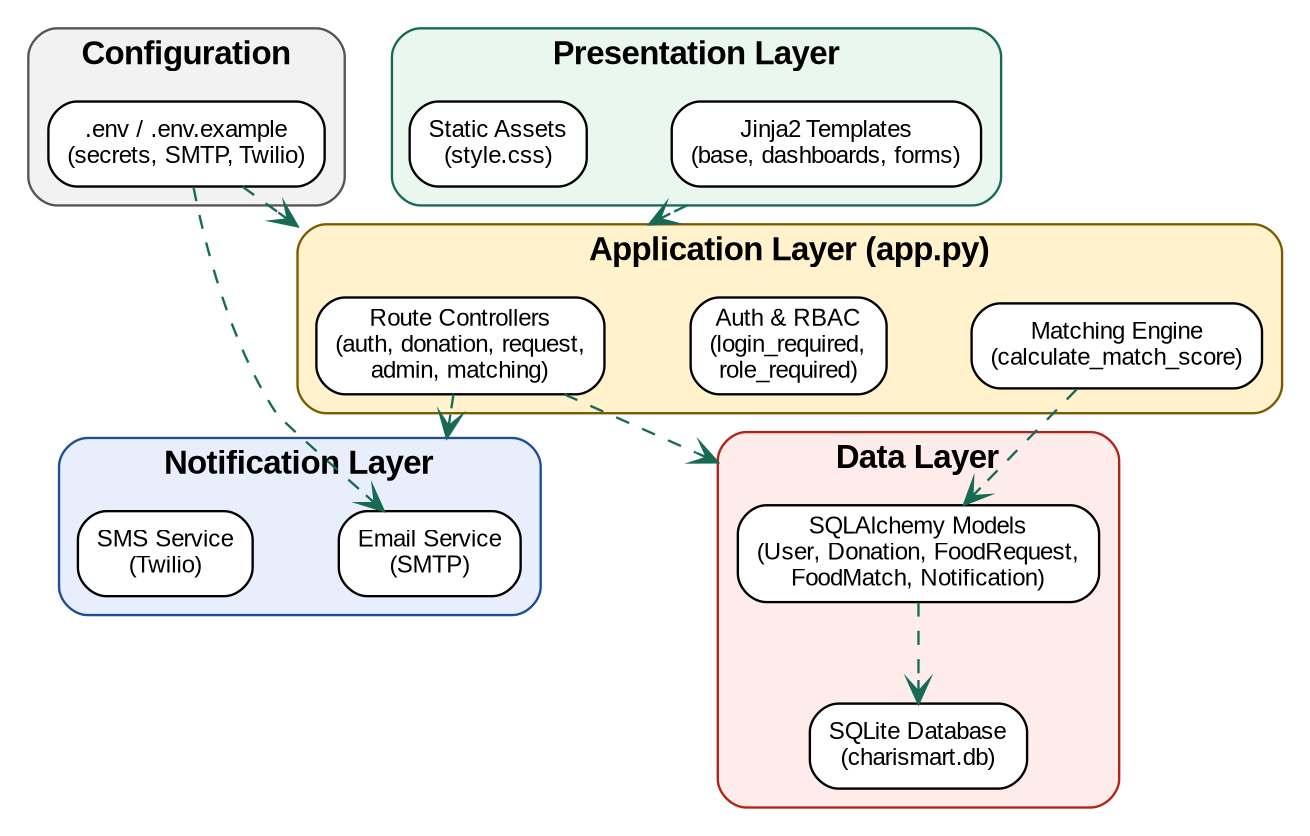 Configuration
.env / .env.example
(secrets, SMTP, Twilio)
Presentation Layer
Static Assets
(style.css)
Jinja2 Templates
(base, dashboards, forms)
Application Layer (app.py)
Route Controllers
(auth, donation, request,
admin, matching)
Auth & RBAC
(login_required,
role_required)
Matching Engine
(calculate_match_score)
Notification Layer
SMS Service
(Twilio)
Email Service
(SMTP)
Data Layer
SQLAlchemy Models
(User, Donation, FoodRequest,
FoodMatch, Notification)
SQLite Database
(charismart.db)